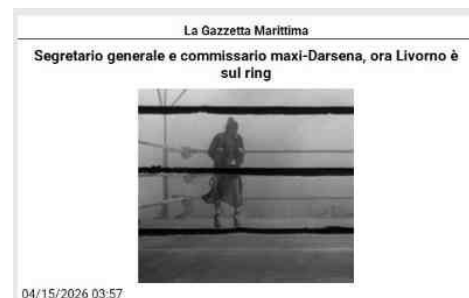 La Gazzetta Marittima
Segretario generale e commissario maxi-Darsena, ora Livorno è
sul ring
04/15/2026 03:57